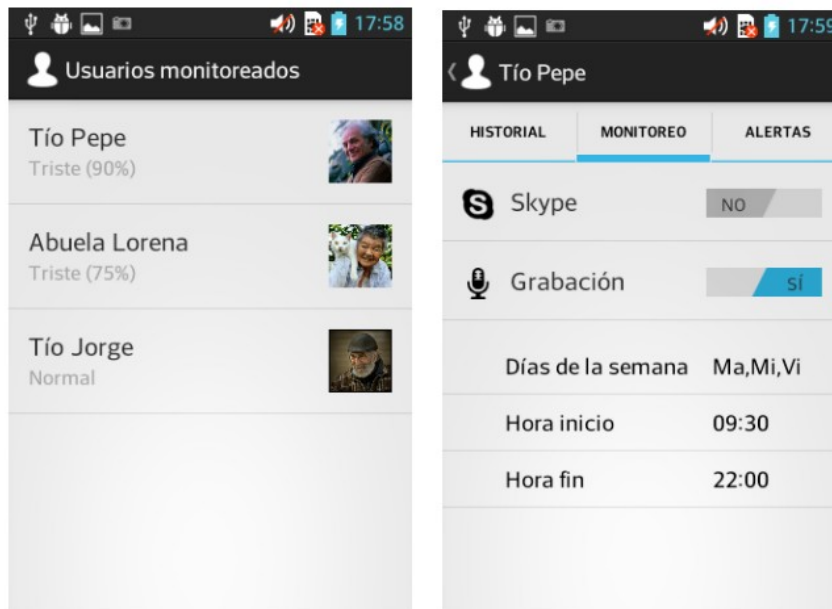 17:58
Usuarios monitoreados
Tío Pepe
Triste (90%)
Abuela Lorena
Triste (75%)
Tío Jorge
Normal
17:59
Tío Pepe
HISTORIAL MONITOREO ALERTAS
Skype NO
Grabación sí
Días de la semana Ma,Mi,Vi
Hora inicio 09:30
Hora fin 22:00